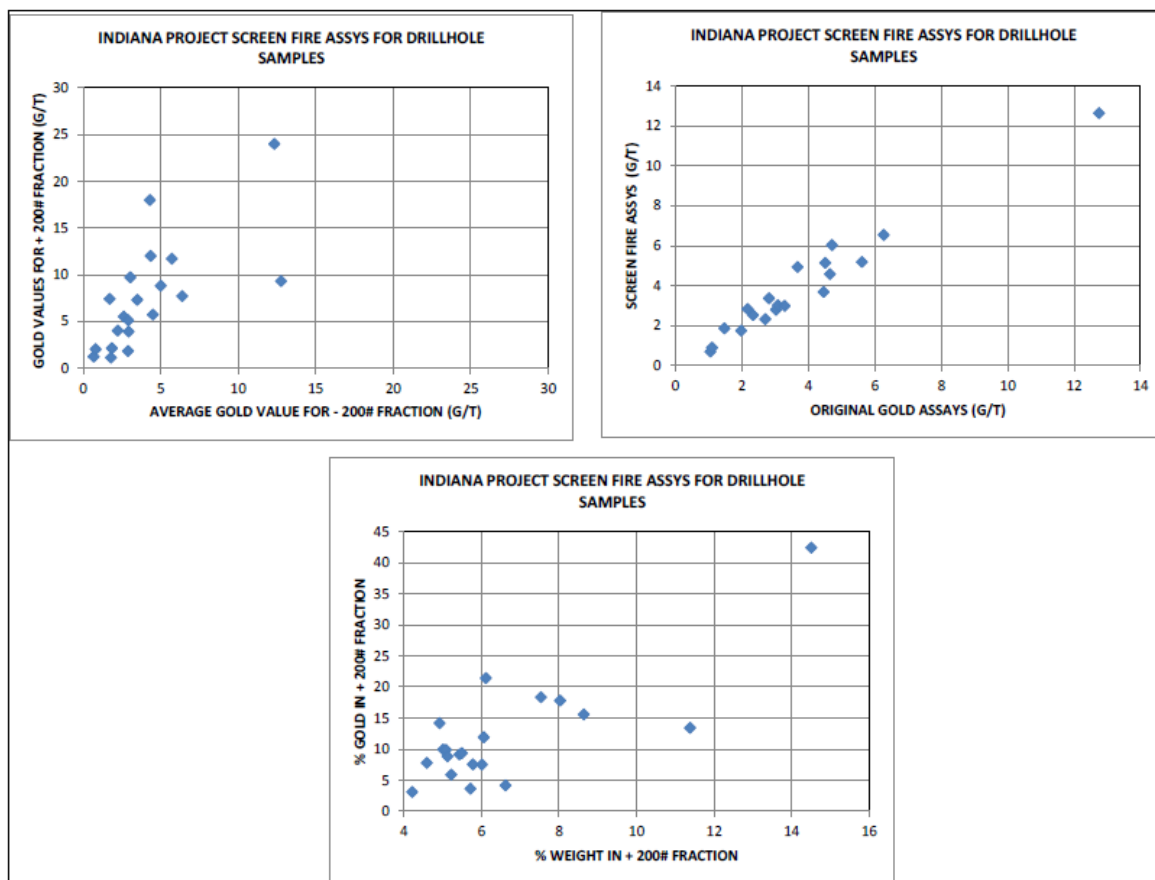 INDIANA PROJECT SCREEN FIRE ASSYS FOR DRILLHOLE
SAMPLES
GOLD VALUES FOR + 200# FRACTION (G/T)
30
25
20
15
10
5
0
0 5 10 15 20 25 30
AVERAGE GOLD VALUE FOR - 200# FRACTION (G/T)
INDIANA PROJECT SCREEN FIRE ASSYS FOR DRILLHOLE
SAMPLES
SCREEN FIRE ASSYS (G/T)
14
12
10
8
6
4
2
0
0 2 4 6 8 10 12 14
ORIGINAL GOLD ASSAYS (G/T)
INDIANA PROJECT SCREEN FIRE ASSYS FOR DRILLHOLE
SAMPLES
% GOLD IN + 200# FRACTION
45
40
35
30
25
20
15
10
5
0
4 6 8 10 12 14 16
% WEIGHT IN + 200# FRACTION